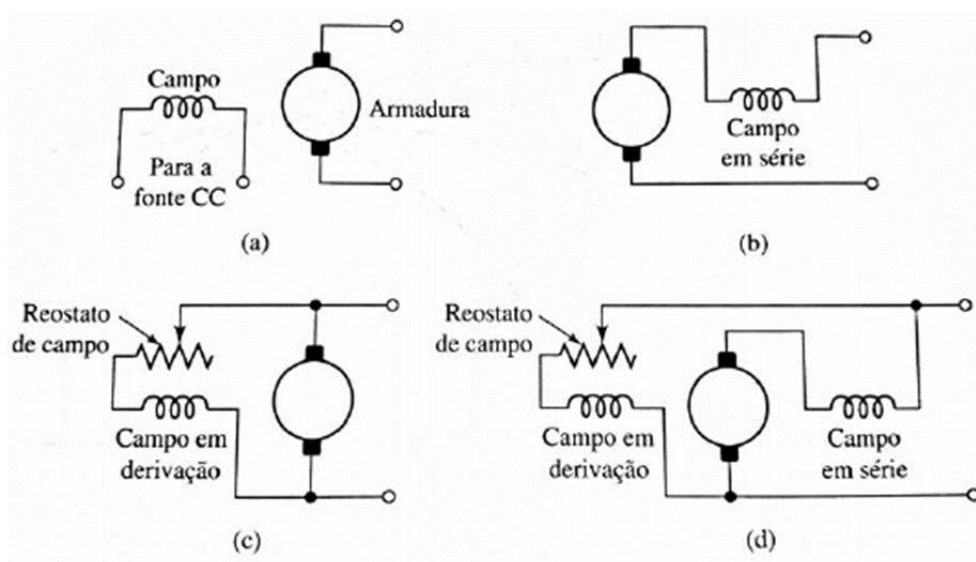 Campo
Armadura
Para a
fonte CC
(a)
Campo
em série
(b)
Reostato
de campo
Campo em
derivação
(c)
Reostato
de campo
Campo em
derivação
Campo
em série
(d)